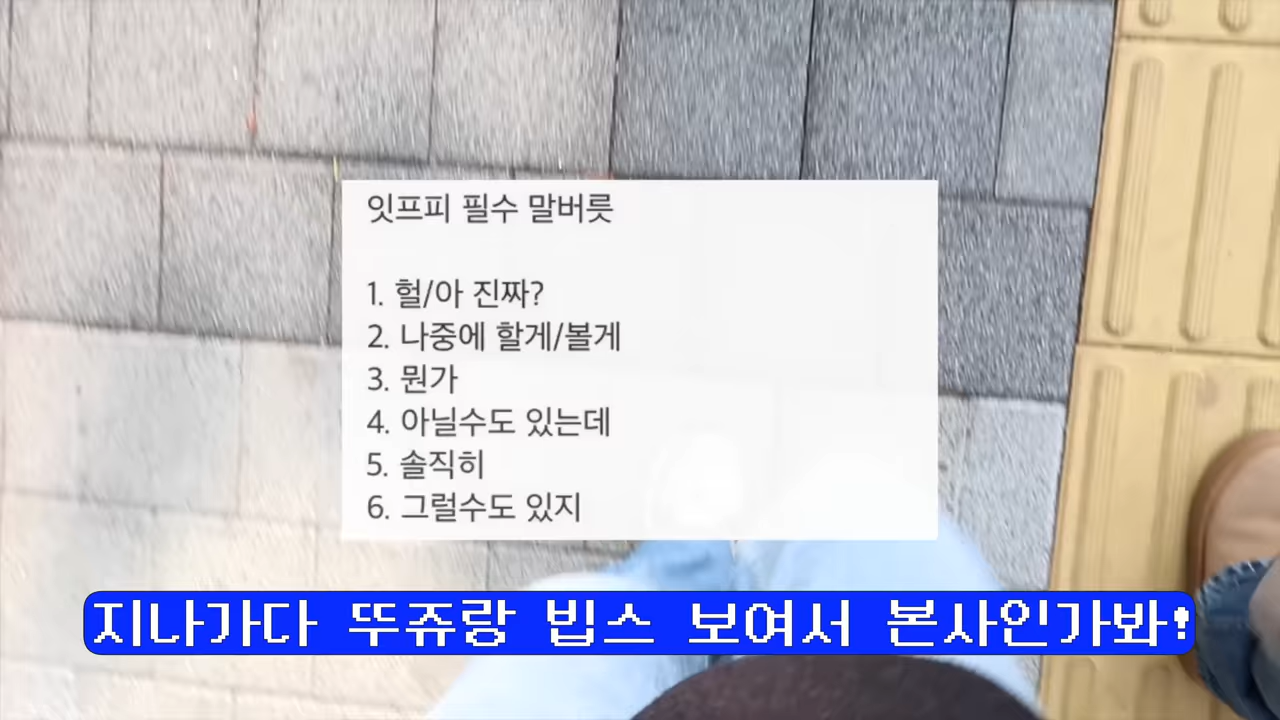 잇프피 필수 말버릇
1. 헐/아 진짜?
2. 나중에 할게/볼게
3. 뭔가
4. 아닐수도 있는데
5. 솔직히
6. 그럴수도 있지
지나가다 뚜쥬랑 빕스 보여서 본사인가봐!